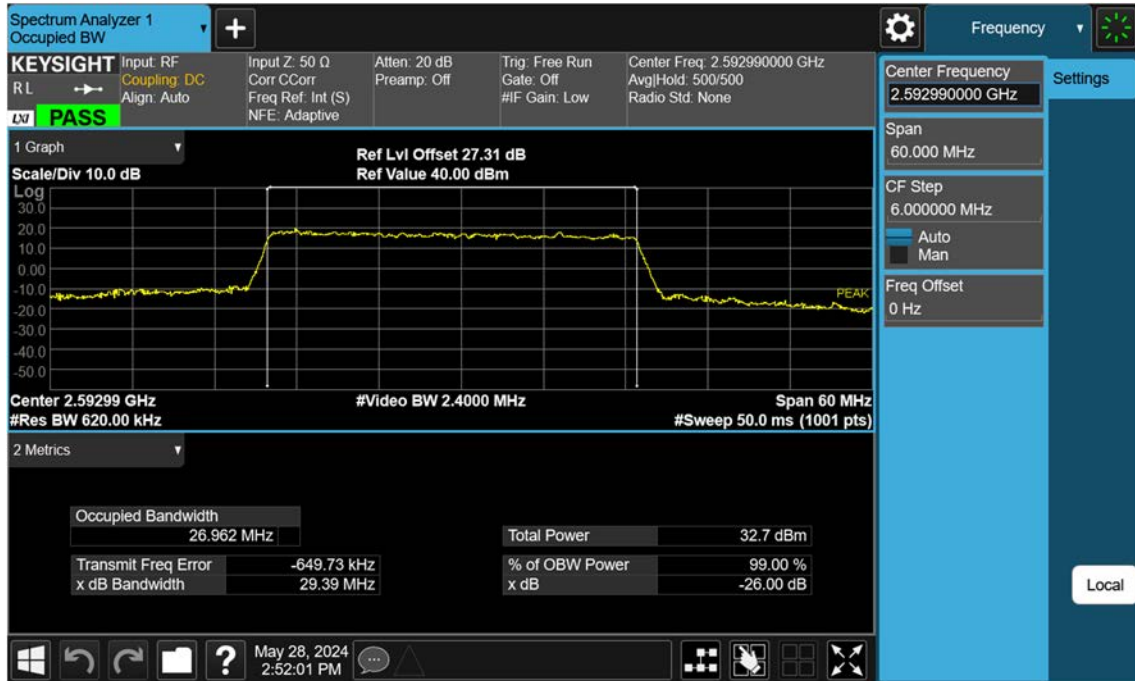 Spectrum Analyzer 1
Occupied BW
+
Frequency
KEYSIGHT
R L
LXI
PASS
Input: RF
Coupling: DC
Align: Auto
Input Z: 50 Ω
Corr CCorr
Freq Ref: Int (S)
NFE: Adaptive
Atten: 20 dB
Preamp: Off
Trig: Free Run
Gate: Off
#IF Gain: Low
Center Freq: 2.592990000 GHz
Avg|Hold: 500/500
Radio Std: None
Center Frequency
2.592990000 GHz
Settings
Span
60.000 MHz
CF Step
6.000000 MHz
Auto
Man
Freq Offset
0 Hz
Local
1 Graph
Scale/Div 10.0 dB
Ref Lvl Offset 27.31 dB
Ref Value 40.00 dBm
Log
30.0
20.0
10.0
0.00
-10.0
-20.0
-30.0
-40.0
-50.0
PEAK
Center 2.59299 GHz
#Video BW 2.4000 MHz
Span 60 MHz
#Res BW 620.00 kHz
#Sweep 50.0 ms (1001 pts)
2 Metrics
Occupied Bandwidth
26.962 MHz
Total Power 32.7 dBm
Transmit Freq Error -649.73 kHz
% of OBW Power 99.00 %
x dB Bandwidth 29.39 MHz
x dB -26.00 dB
?
May 28, 2024
2:52:01 PM